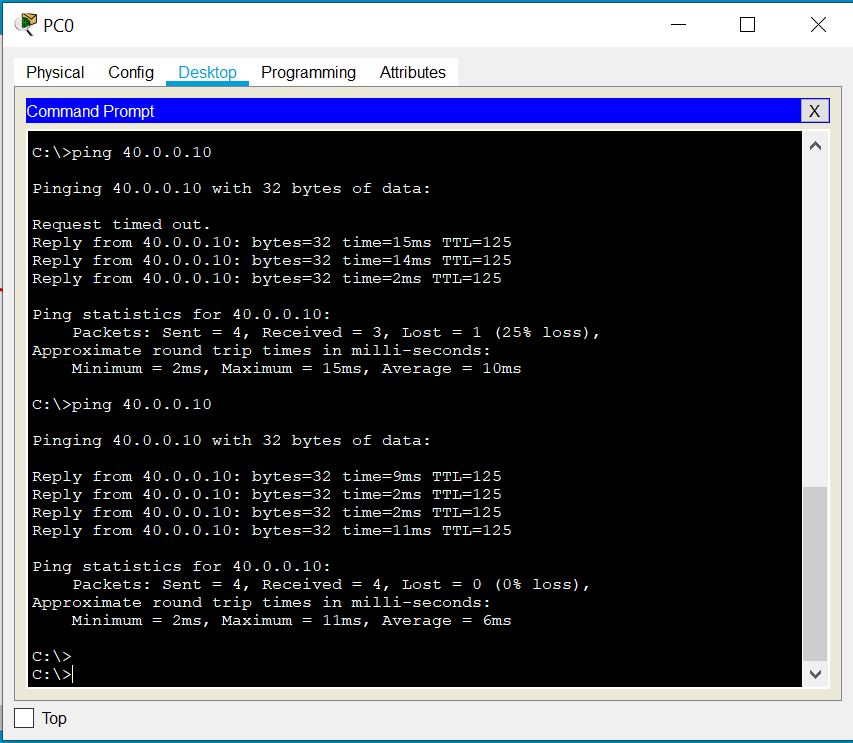 PC0
Physical Config Desktop Programming Attributes
Command Prompt X
C:\>ping 40.0.0.10
Pinging 40.0.0.10 with 32 bytes of data:
Request timed out.
Reply from 40.0.0.10: bytes=32 time=15ms TTL=125
Reply from 40.0.0.10: bytes=32 time=14ms TTL=125
Reply from 40.0.0.10: bytes=32 time=2ms TTL=125
Ping statistics for 40.0.0.10:
    Packets: Sent = 4, Received = 3, Lost = 1 (25% loss),
Approximate round trip times in milli-seconds:
    Minimum = 2ms, Maximum = 15ms, Average = 10ms
C:\>ping 40.0.0.10
Pinging 40.0.0.10 with 32 bytes of data:
Reply from 40.0.0.10: bytes=32 time=9ms TTL=125
Reply from 40.0.0.10: bytes=32 time=2ms TTL=125
Reply from 40.0.0.10: bytes=32 time=2ms TTL=125
Reply from 40.0.0.10: bytes=32 time=11ms TTL=125
Ping statistics for 40.0.0.10:
    Packets: Sent = 4, Received = 4, Lost = 0 (0% loss),
Approximate round trip times in milli-seconds:
    Minimum = 2ms, Maximum = 11ms, Average = 6ms
C:\>
C:\>
Top